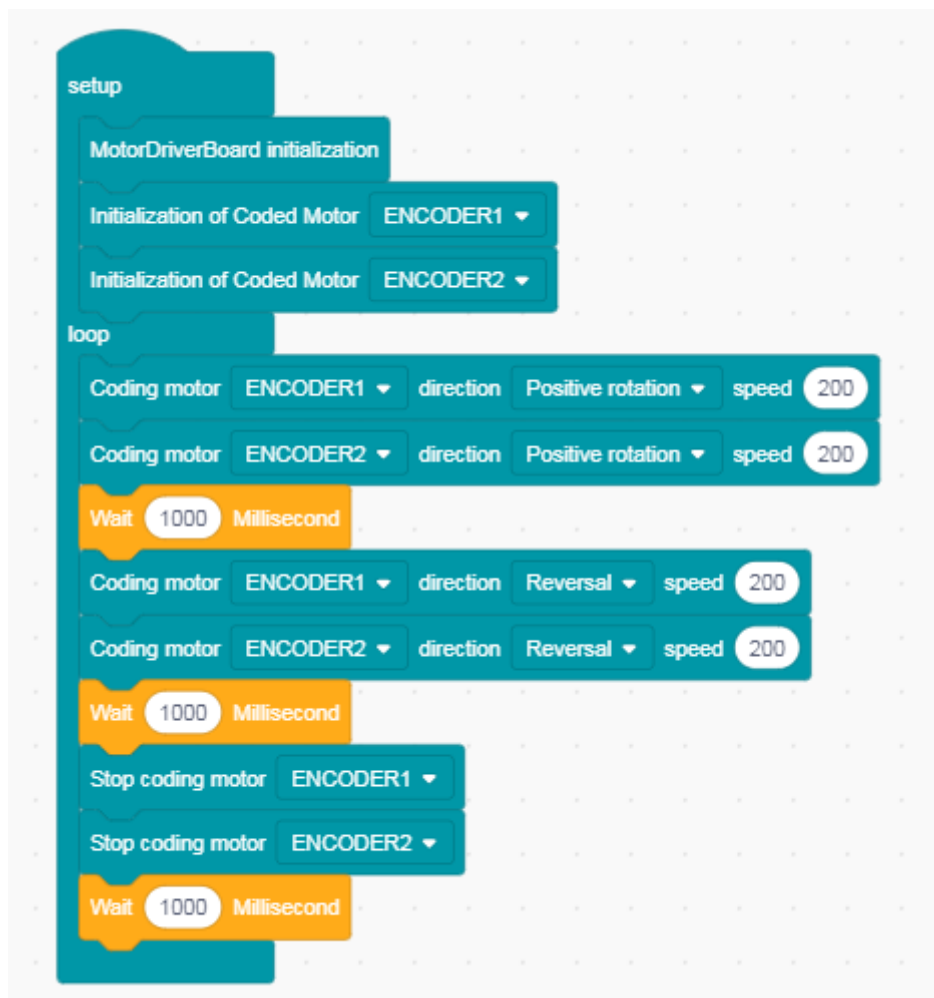 setup
MotorDriverBoard initialization
Initialization of Coded Motor ENCODER1
Initialization of Coded Motor ENCODER2
loop
Coding motor ENCODER1 direction Positive rotation speed 200
Coding motor ENCODER2 direction Positive rotation speed 200
Wait 1000 Millisecond
Coding motor ENCODER1 direction Reversal speed 200
Coding motor ENCODER2 direction Reversal speed 200
Wait 1000 Millisecond
Stop coding motor ENCODER1
Stop coding motor ENCODER2
Wait 1000 Millisecond